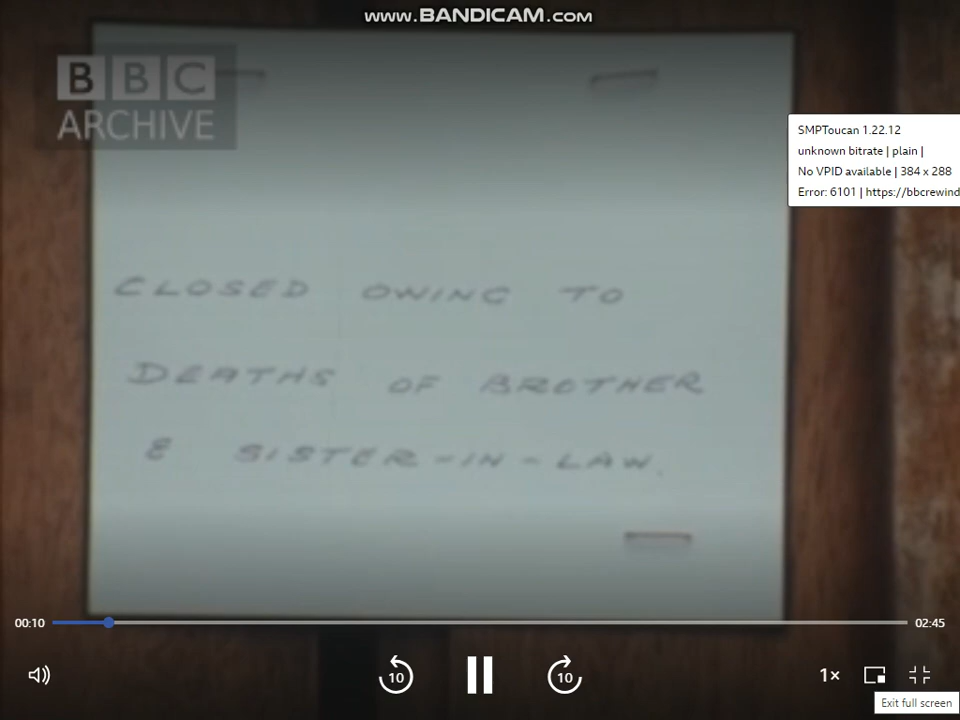 www.BANDICAM.com
BBC
ARCHIVE
SMPToucan 1.22.12
unknown bitrate | plain |
No VPID available | 384 x 288
Error: 6101 | https://bbcrewind
CLOSED OWING TO
DEATHS OF BROTHER
& SISTER-IN-LAW.
00:10
02:45
10
10
1×
Exit full screen